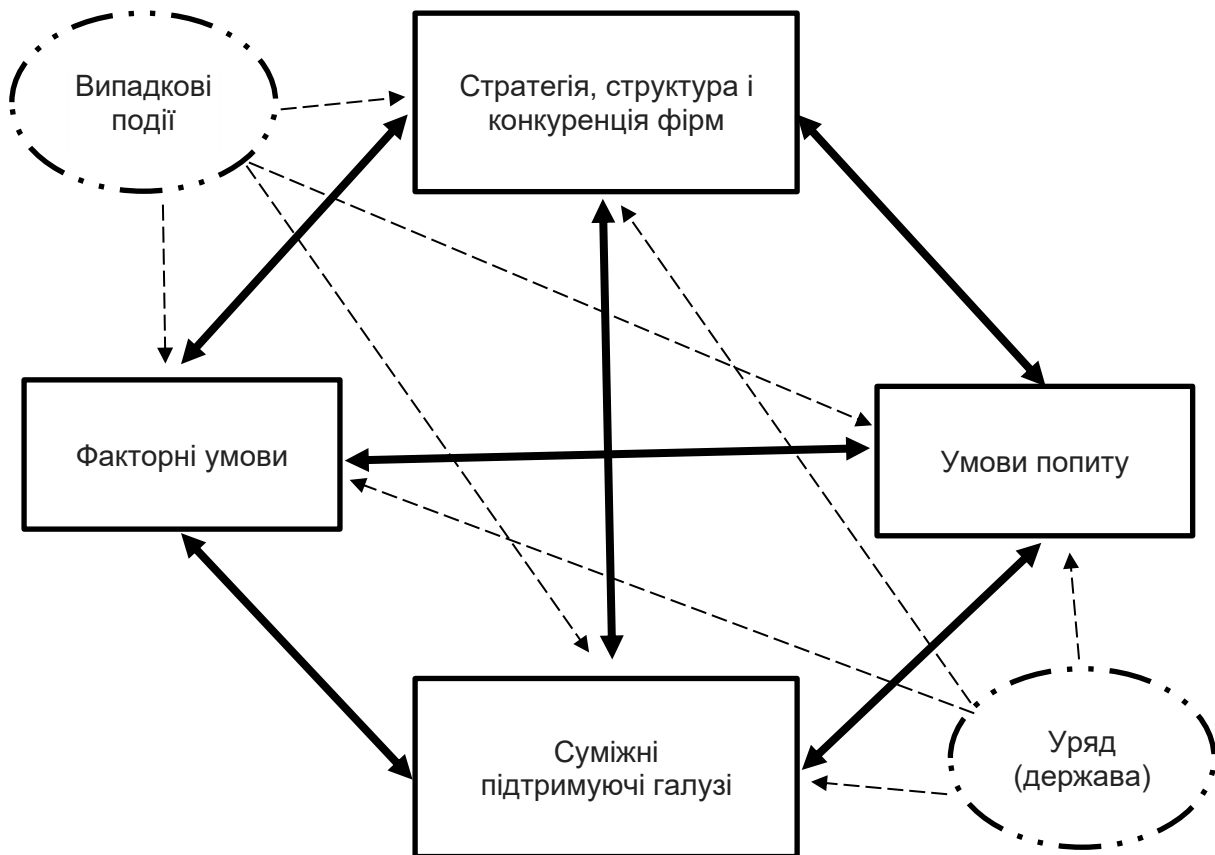 Випадкові
події
Стратегія, структура і
конкуренція фірм
Факторні умови
Умови попиту
Суміжні
підтримуючі галузі
Уряд
(держава)